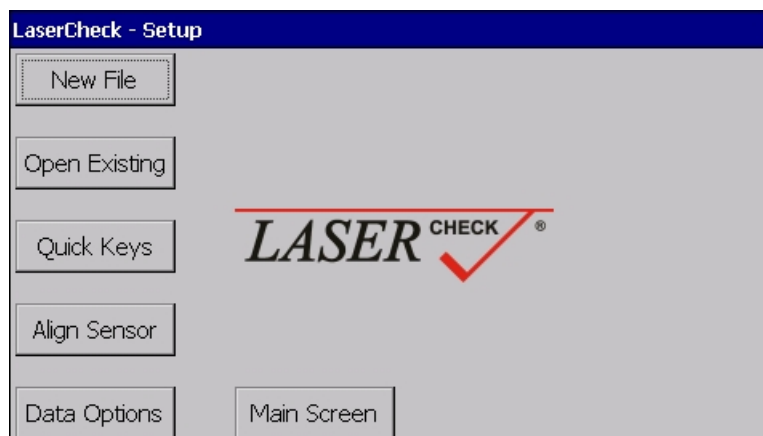 LaserCheck - Setup
New File
Open Existing
Quick Keys
LASER CHECK ®
Align Sensor
Data Options
Main Screen